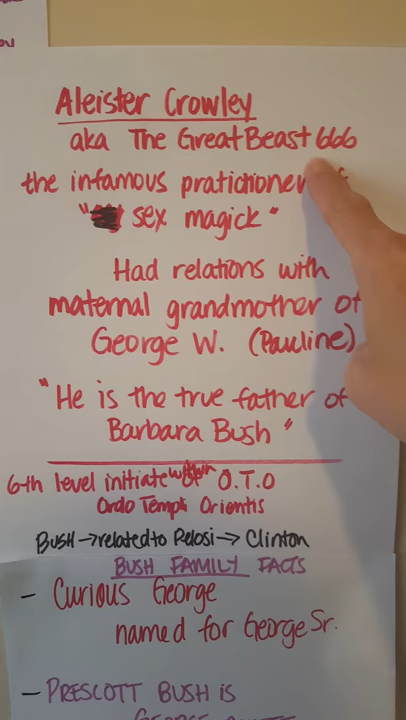 Aleister Crowley
aka The Great Beast 666
the infamous pratictioner
" sex magick"
Had relations with
maternal grandmother of
George W. (Pauline)
"He is the true father of
Barbara Bush"
6th level initiate within O.T.O
Ordo Templi Orientis
BUSH → related to Pelosi → Clinton
BUSH FAMILY FACTS
- Curious George
named for George Sr.
- PRESCOTT BUSH is